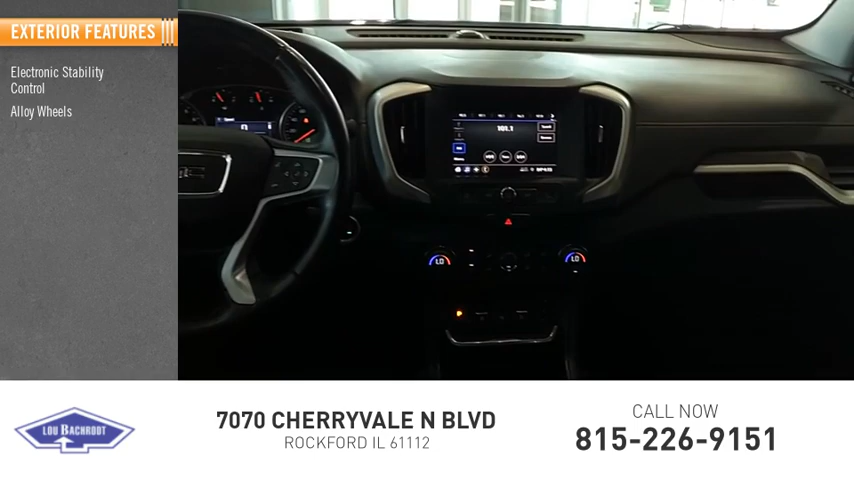 EXTERIOR FEATURES
Electronic Stability
Control
Alloy Wheels
101.1
LO
LO
LOU BACHRODT
7070 CHERRYVALE N BLVD
ROCKFORD IL 61112
CALL NOW
815-226-9151